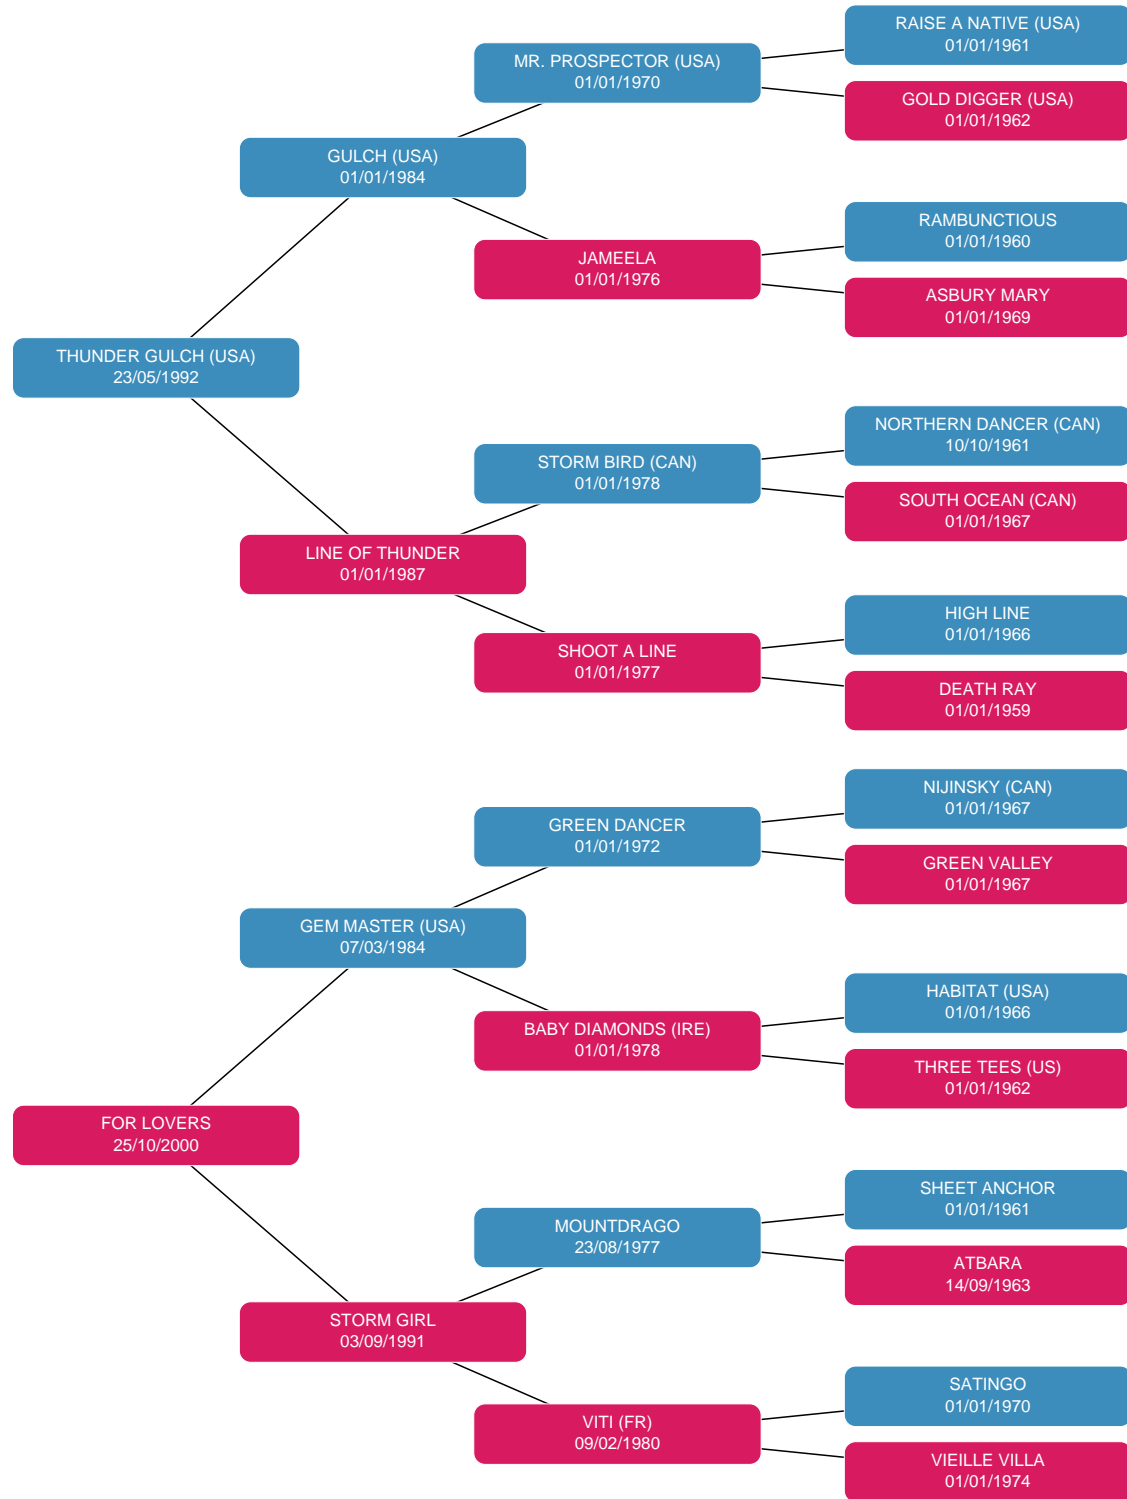 RAISE A NATIVE (USA)
01/01/1961
MR. PROSPECTOR (USA)
01/01/1970
GOLD DIGGER (USA)
01/01/1962
GULCH (USA)
01/01/1984
RAMBUNCTIOUS
01/01/1960
JAMEELA
01/01/1976
ASBURY MARY
01/01/1969
THUNDER GULCH (USA)
23/05/1992
NORTHERN DANCER (CAN)
10/10/1961
STORM BIRD (CAN)
01/01/1978
SOUTH OCEAN (CAN)
01/01/1967
LINE OF THUNDER
01/01/1987
HIGH LINE
01/01/1966
SHOOT A LINE
01/01/1977
DEATH RAY
01/01/1959
NIJINSKY (CAN)
01/01/1967
GREEN DANCER
01/01/1972
GREEN VALLEY
01/01/1967
GEM MASTER (USA)
07/03/1984
HABITAT (USA)
01/01/1966
BABY DIAMONDS (IRE)
01/01/1978
THREE TEES (US)
01/01/1962
FOR LOVERS
25/10/2000
SHEET ANCHOR
01/01/1961
MOUNTDRAGO
23/08/1977
ATBARA
14/09/1963
STORM GIRL
03/09/1991
SATINGO
01/01/1970
VITI (FR)
09/02/1980
VIEILLE VILLA
01/01/1974